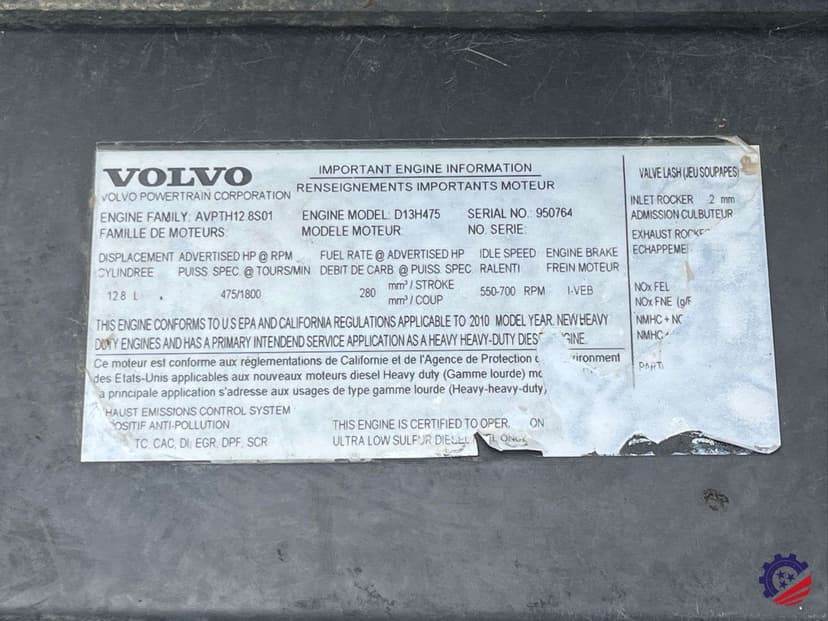 VOLVO
VOLVO POWERTRAIN CORPORATION
IMPORTANT ENGINE INFORMATION
RENSEIGNEMENTS IMPORTANTS MOTEUR
ENGINE FAMILY: AVPTH12 8S01 ENGINE MODEL: D13H475 SERIAL NO. 950764
FAMILLE DE MOTEURS: MODELE MOTEUR: NO. SERIE:
DISPLACEMENT ADVERTISED HP @ RPM FUEL RATE @ ADVERTISED HP IDLE SPEED ENGINE BRAKE
CYLINDREE PUISS SPEC @ TOURS/MIN DEBIT DE CARB @ PUISS SPEC RALENTI FREIN MOTEUR
12 8 L 475/1800 280 mm³ / STROKE 550-700 RPM I-VEB
mm³ / COUP
THIS ENGINE CONFORMS TO U S EPA AND CALIFORNIA REGULATIONS APPLICABLE TO 2010 MODEL YEAR NEW HEAVY
DUTY ENGINES AND HAS A PRIMARY INTENDEND SERVICE APPLICATION AS A HEAVY HEAVY-DUTY DIESEL ENGINE.
Ce moteur est conforme aux réglementations de Californie et de l'Agence de Protection
des Etats-Unis applicables aux nouveaux moteurs diesel Heavy duty (Gamme lourde)
a principale application s'adresse aux usages de type gamme lourde (Heavy-heavy-duty)
EMISSIONS CONTROL SYSTEM
ANTI-POLLUTION
TC, CAC, DI, EGR, DPF, SCR
THIS ENGINE IS CERTIFIED TO ON
ULTRA LOW SULFUR DIESEL ONLY
VALVE LASH (JEU SOUPAPES)
INLET ROCKER .2 mm
ADMISSION CULBUTEUR
EXHAUST
NOx FEL
NOx FNE
NMHC +
NMHC